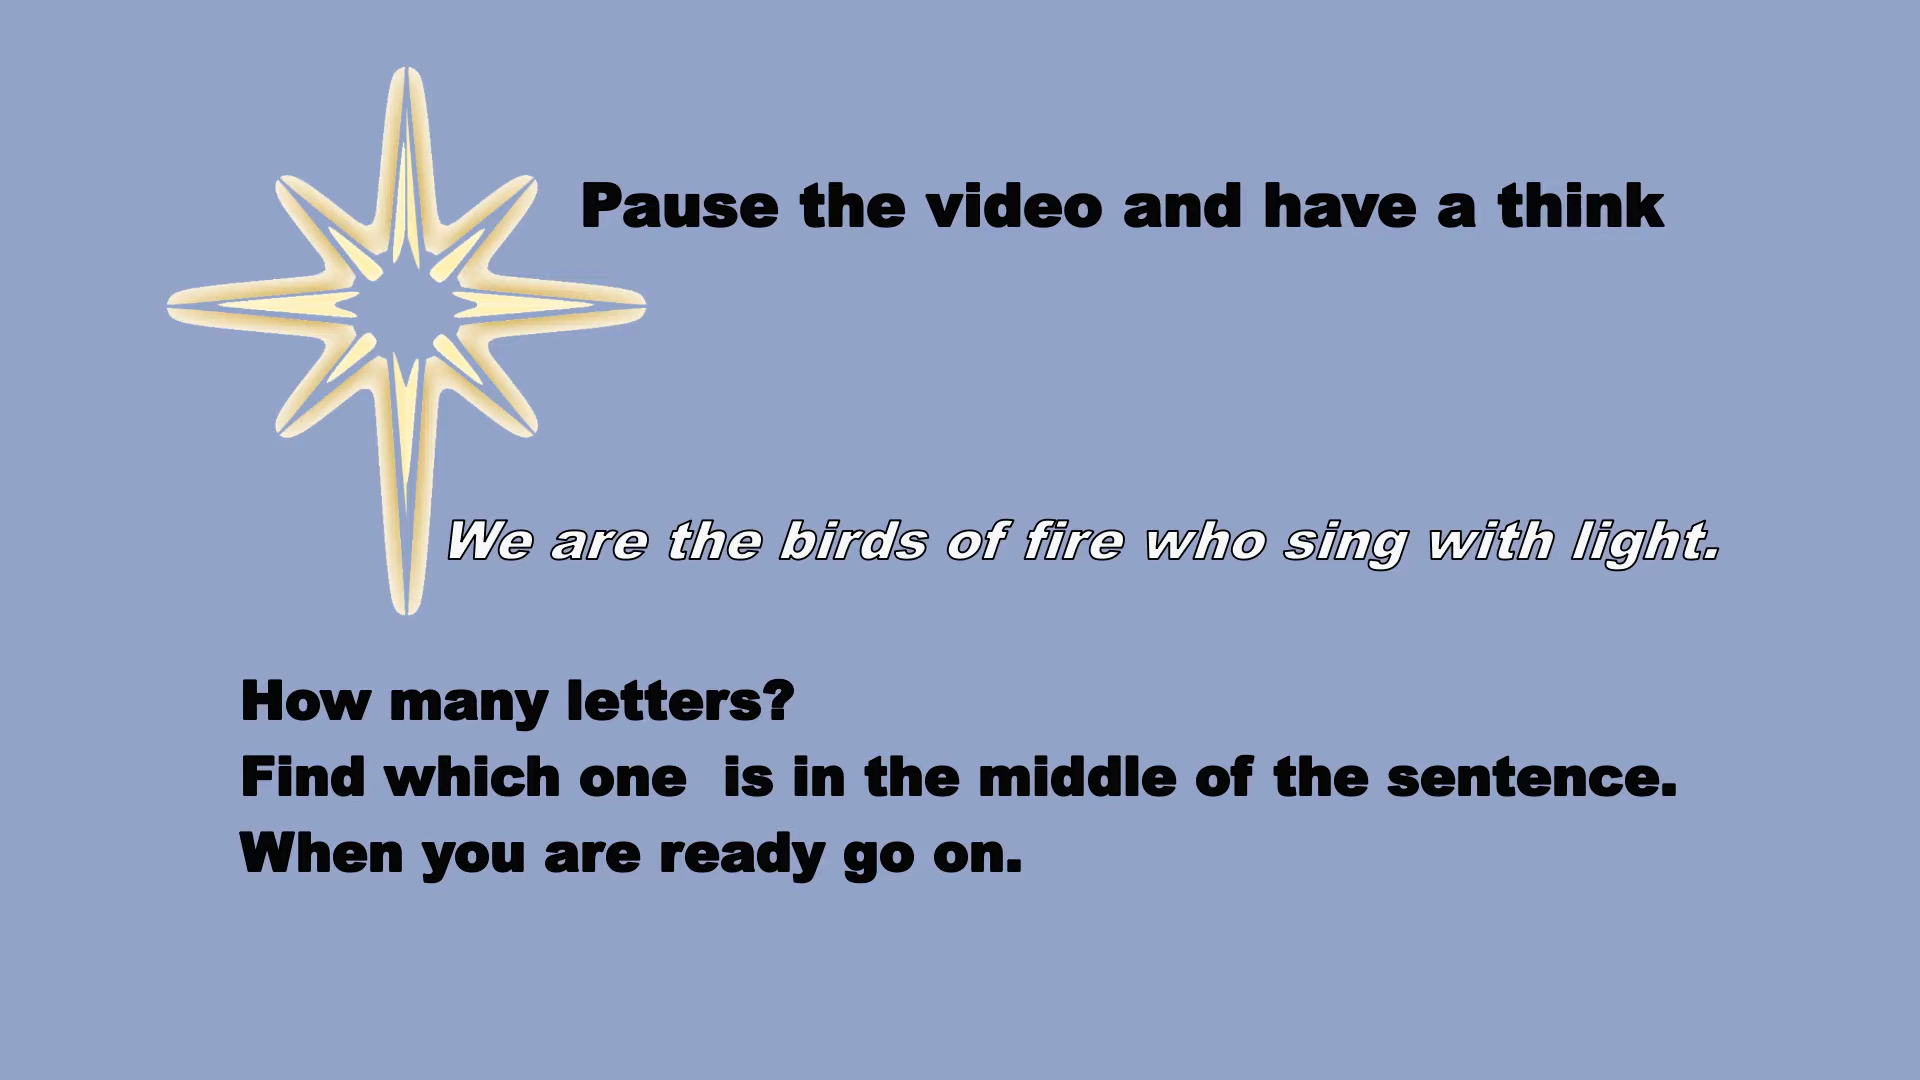 Pause the video and have a think
We are the birds of fire who sing with light.
How many letters?
Find which one  is in the middle of the sentence.
When you are ready go on.